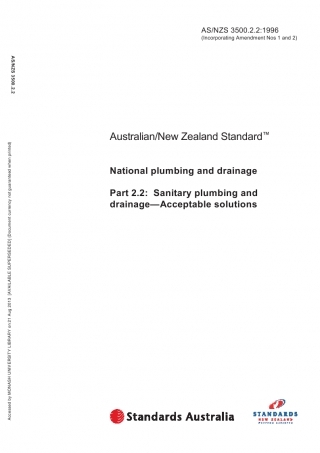 AS/NZS 3500.2.2:1996
(Incorporating Amendment Nos 1 and 2)
AS/NZS 3500.2.2
Australian/New Zealand Standard™
National plumbing and drainage
Part 2.2: Sanitary plumbing and
drainage—Acceptable solutions
Accessed by MONASH UNIVERSITY LIBRARY on 21 Aug 2013 [AVAILABLE SUPERSEDED] (Document currency not guaranteed when printed)
Standards Australia
STANDARDS
NEW ZEALAND